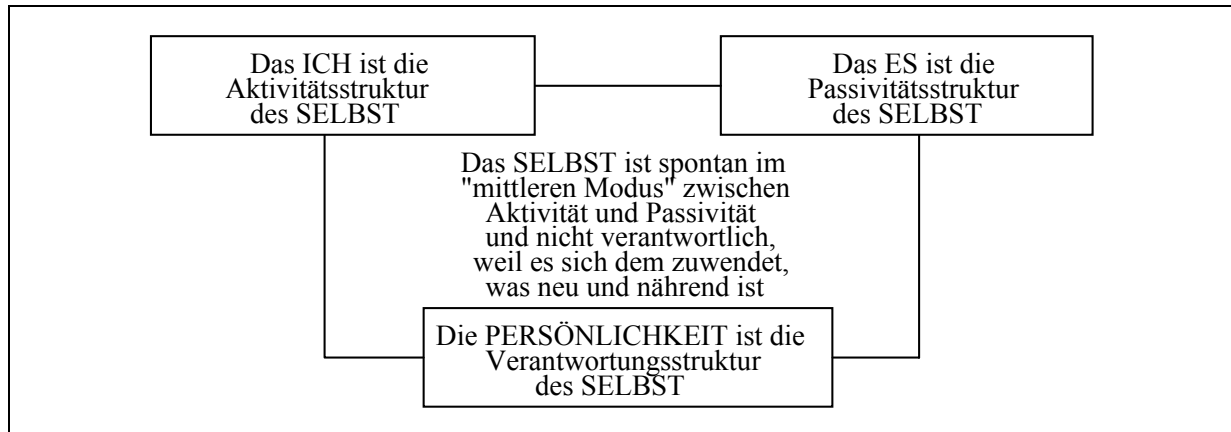 Das ICH ist die
Aktivitätsstruktur
des SELBST
Das ES ist die
Passivitätsstruktur
des SELBST
Das SELBST ist spontan im
"mittleren Modus" zwischen
Aktivität und Passivität
und nicht verantwortlich,
weil es sich dem zuwendet,
was neu und nährend ist
Die PERSÖNLICHKEIT ist die
Verantwortungsstruktur
des SELBST